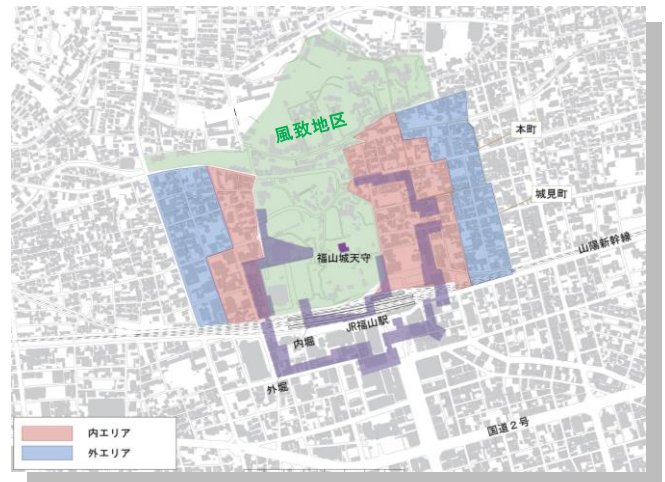 風致地区
本町
城見町
山陽新幹線
福山城天守
JR福山駅
内堀
外堀
国道２号
内エリア
外エリア